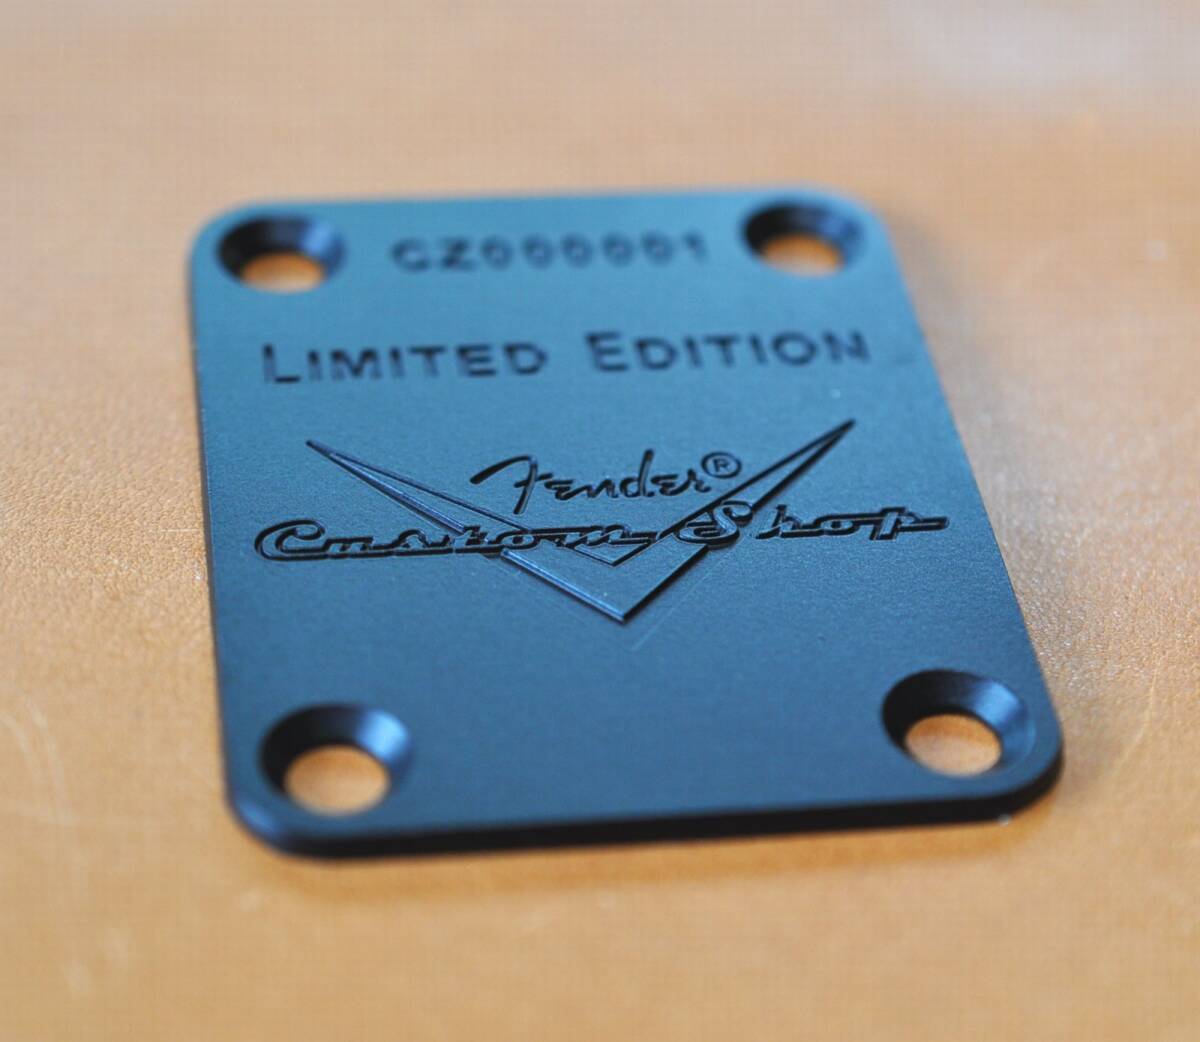 CZ000001
LIMITED EDITION
Fender®
Custom Shop